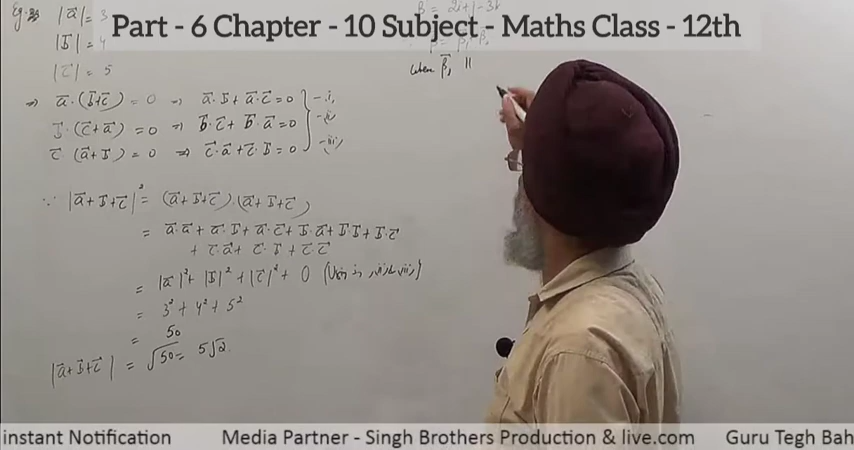 Part - 6 Chapter - 10 Subject - Maths Class - 12th
|a⃗| = 3
|b⃗| = 4
|c⃗| = 5
⇒ a⃗·(b⃗+c⃗) = 0 ⇒ a⃗·b⃗ + a⃗·c⃗ = 0 } – i,
b⃗·(c⃗+a⃗) = 0 ⇒ b⃗·c⃗ + b⃗·a⃗ = 0 – ii,
c⃗·(a⃗+b⃗) = 0 ⇒ c⃗·a⃗ + c⃗·b⃗ = 0 – iii,
∵ |a⃗+b⃗+c⃗|² = (a⃗+b⃗+c⃗)·(a⃗+b⃗+c⃗)
= a⃗·a⃗ + a⃗·b⃗ + a⃗·c⃗ + b⃗·a⃗ + b⃗·b⃗ + b⃗·c⃗
+ c⃗·a⃗ + c⃗·b⃗ + c⃗·c⃗
= |a⃗|² + |b⃗|² + |c⃗|² + 0
= 3² + 4² + 5²
= 50
|a⃗+b⃗+c⃗| = √50 = 5√2.
when β⃗₁ ||
instant Notification
Media Partner - Singh Brothers Production & live.com
Guru Tegh Bah